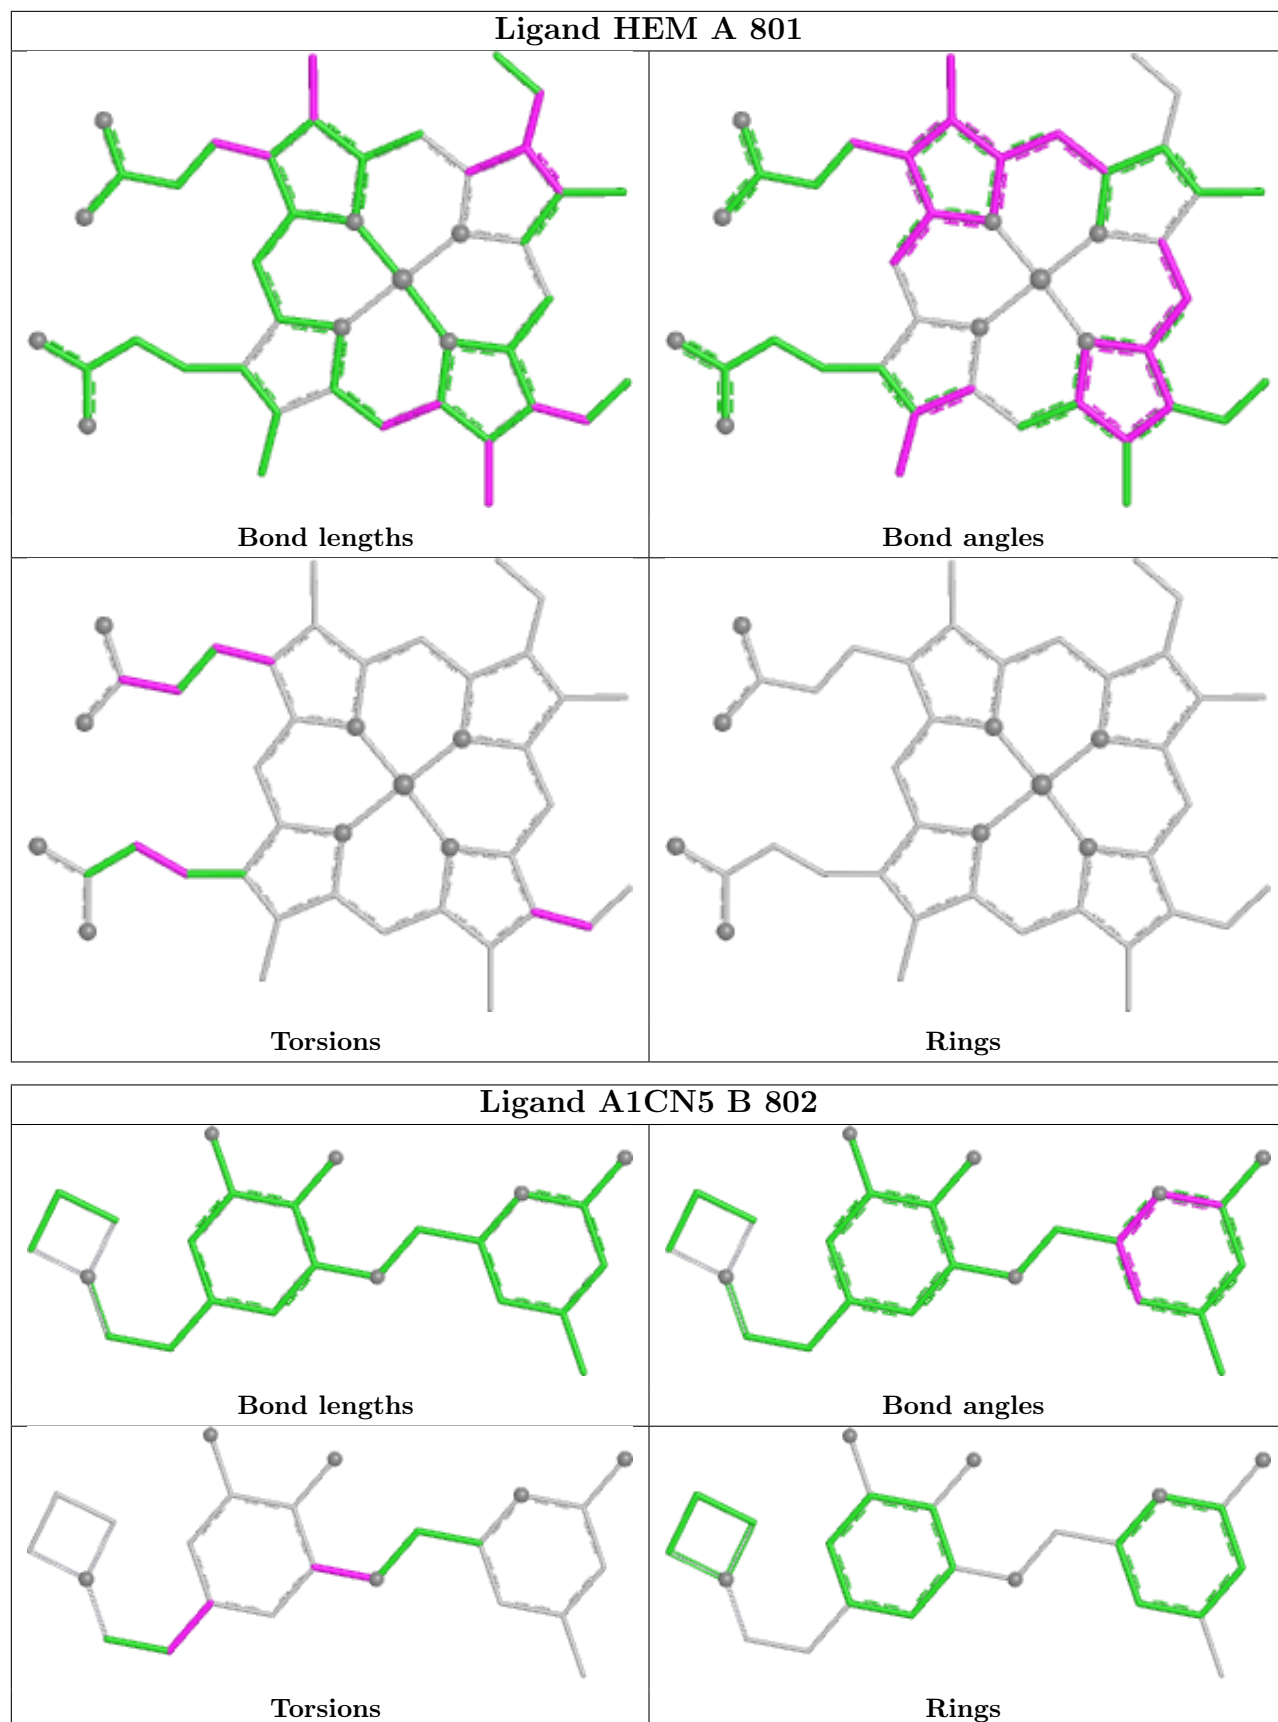 Ligand HEM A 801
Bond lengths
Bond angles
Torsions
Rings
Ligand A1CN5 B 802
Bond lengths
Bond angles
Torsions
Rings